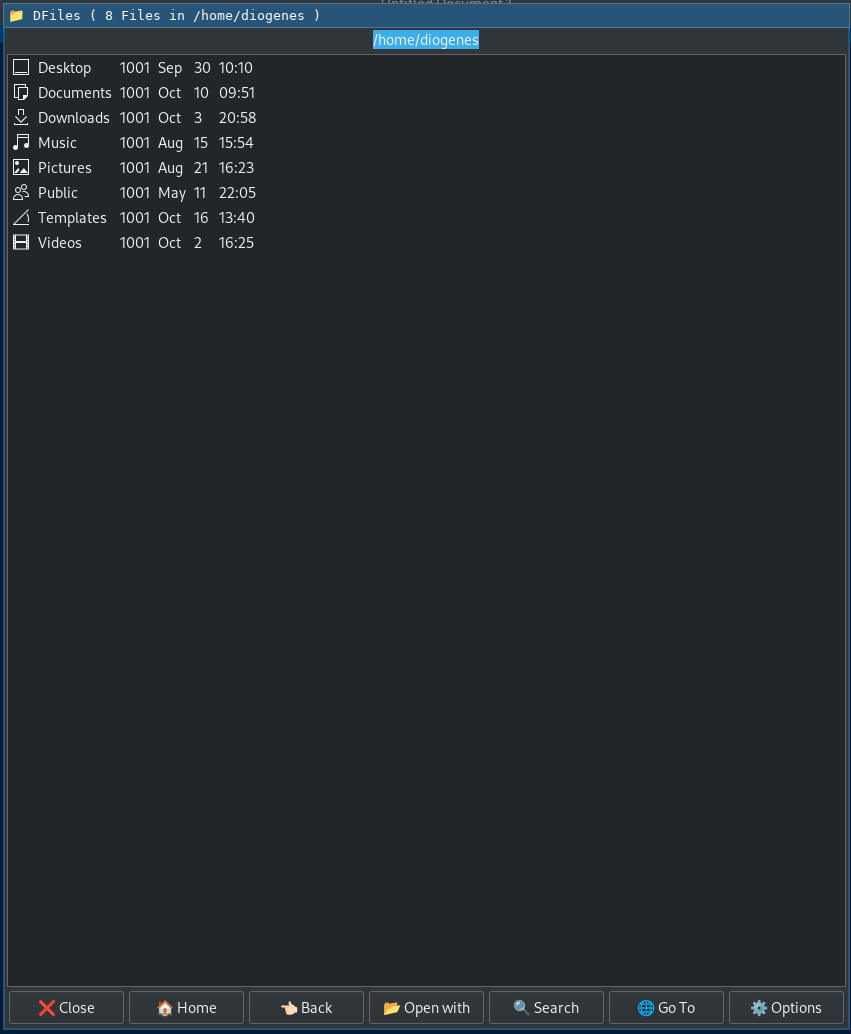 Untitled Document 1
DFiles ( 8 Files in /home/diogenes )
/home/diogenes
Desktop 1001 Sep 30 10:10
Documents 1001 Oct 10 09:51
Downloads 1001 Oct 3 20:58
Music 1001 Aug 15 15:54
Pictures 1001 Aug 21 16:23
Public 1001 May 11 22:05
Templates 1001 Oct 16 13:40
Videos 1001 Oct 2 16:25
Close Home Back Open with Search Go To Options